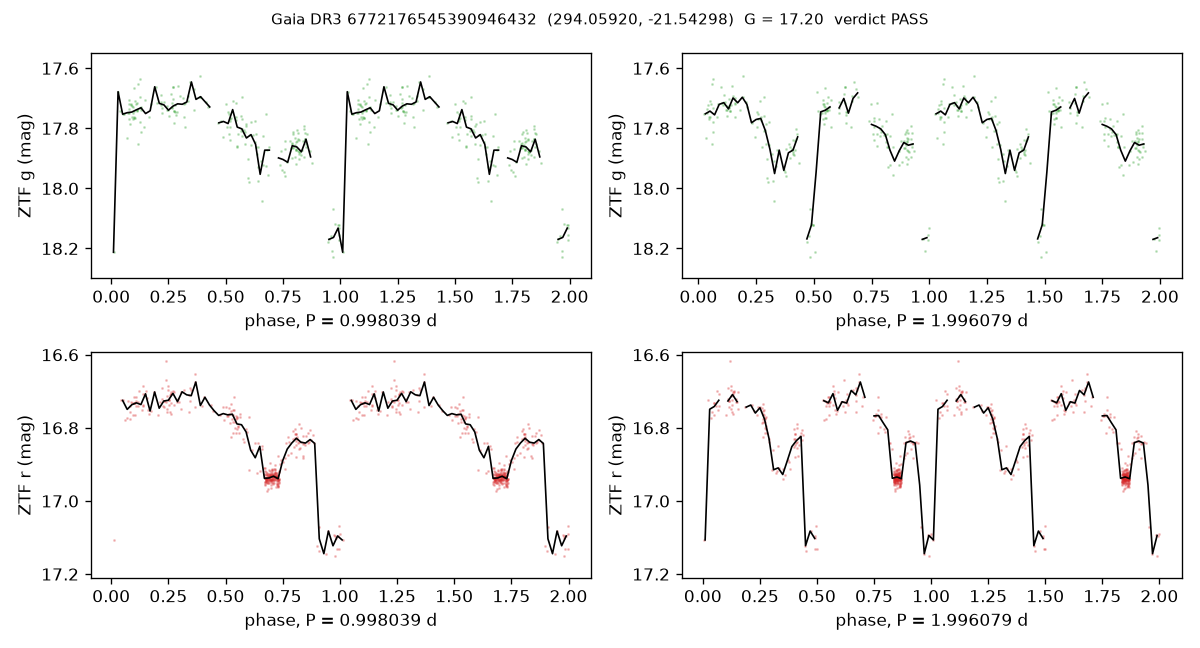 Gaia DR3 6772176545390946432 (294.05920, -21.54298) G = 17.20 verdict PASS
ZTF g (mag)
17.6
17.8
18.0
18.2
0.00 0.25 0.50 0.75 1.00 1.25 1.50 1.75 2.00
phase, P = 0.998039 d
ZTF g (mag)
17.6
17.8
18.0
18.2
0.00 0.25 0.50 0.75 1.00 1.25 1.50 1.75 2.00
phase, P = 1.996079 d
ZTF r (mag)
16.6
16.8
17.0
17.2
0.00 0.25 0.50 0.75 1.00 1.25 1.50 1.75 2.00
phase, P = 0.998039 d
ZTF r (mag)
16.6
16.8
17.0
17.2
0.00 0.25 0.50 0.75 1.00 1.25 1.50 1.75 2.00
phase, P = 1.996079 d